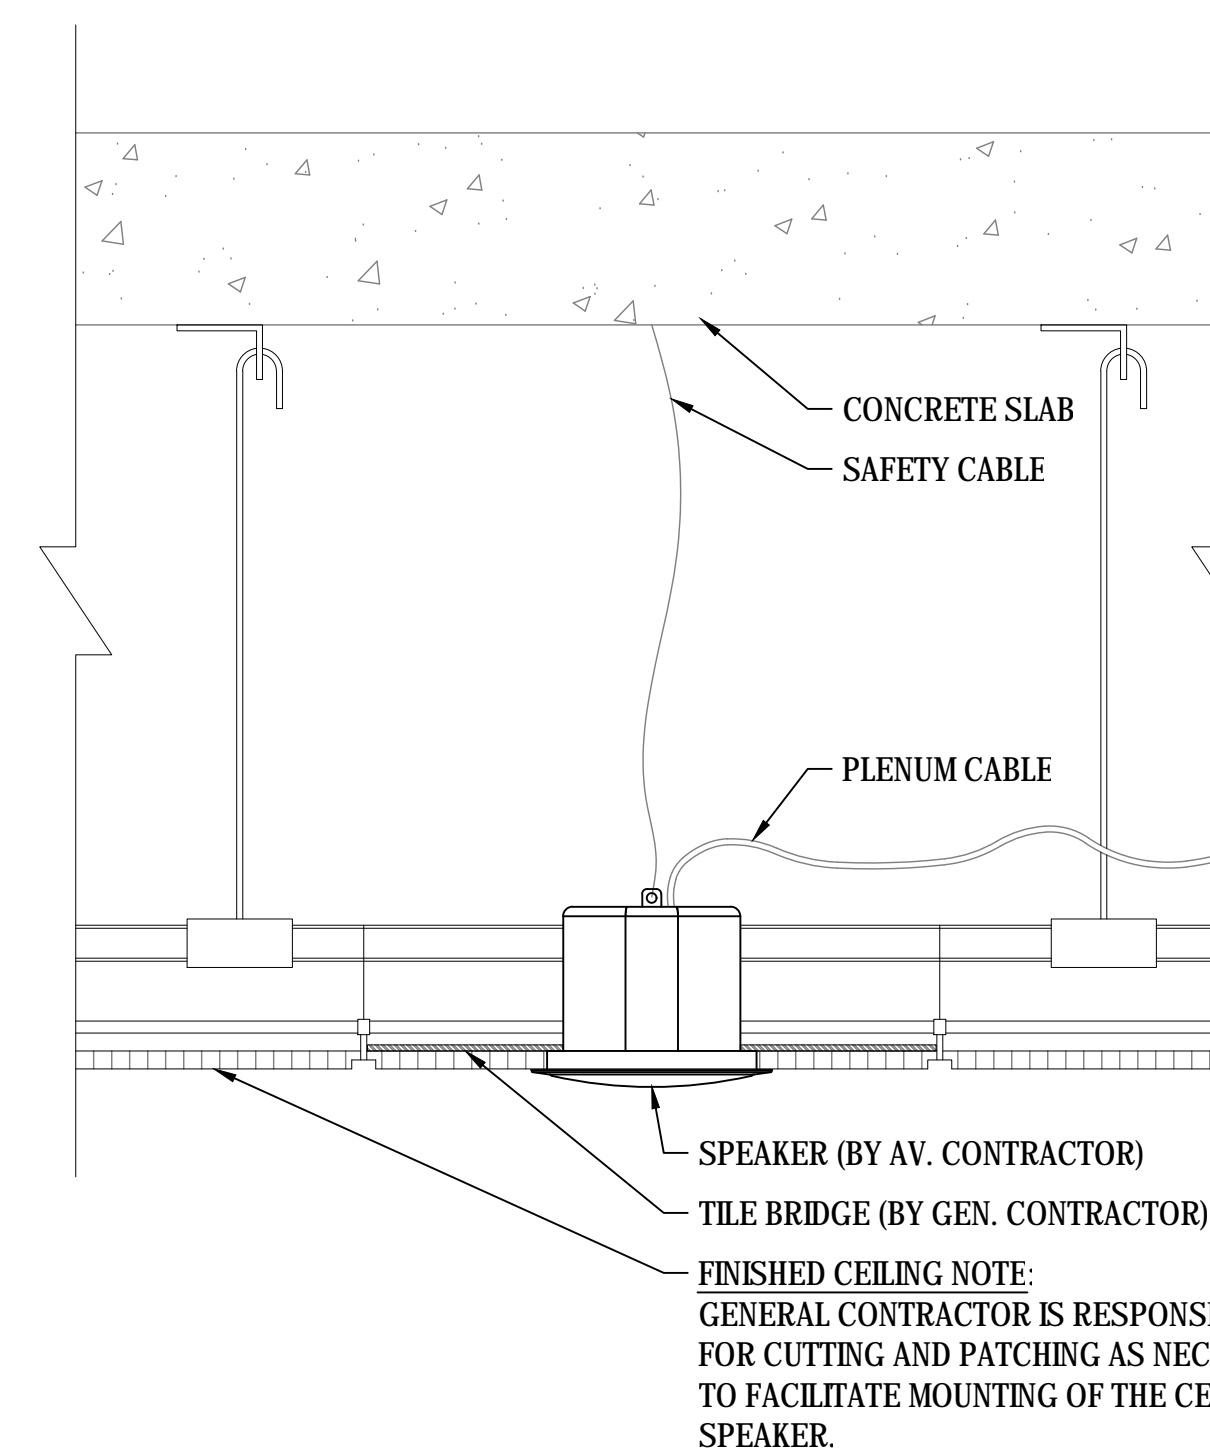 CONCRETE SLAB
SAFETY CABLE
PLENUM CABLE
SPEAKER (BY AV. CONTRACTOR)
TILE BRIDGE (BY GEN. CONTRACTOR)
FINISHED CEILING NOTE:
GENERAL CONTRACTOR IS
FOR CUTTING AND PATCHING AS
TO FACILITATE MOUNTING OF THE
SPEAKER.